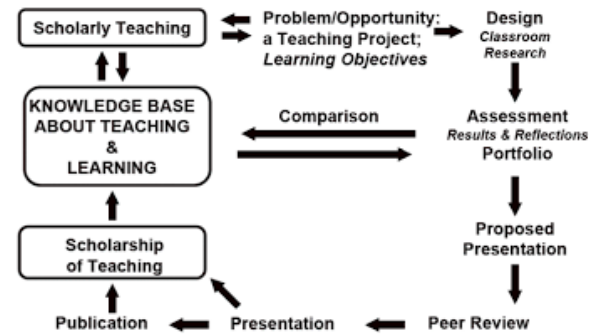 Scholarly Teaching
Problem/Opportunity:
a Teaching Project;
Learning Objectives
Design
Classroom
Research
KNOWLEDGE BASE
ABOUT TEACHING
&
LEARNING
Comparison
Assessment
Results & Reflections
Portfolio
Proposed
Presentation
Scholarship
of Teaching
Publication
Presentation
Peer Review